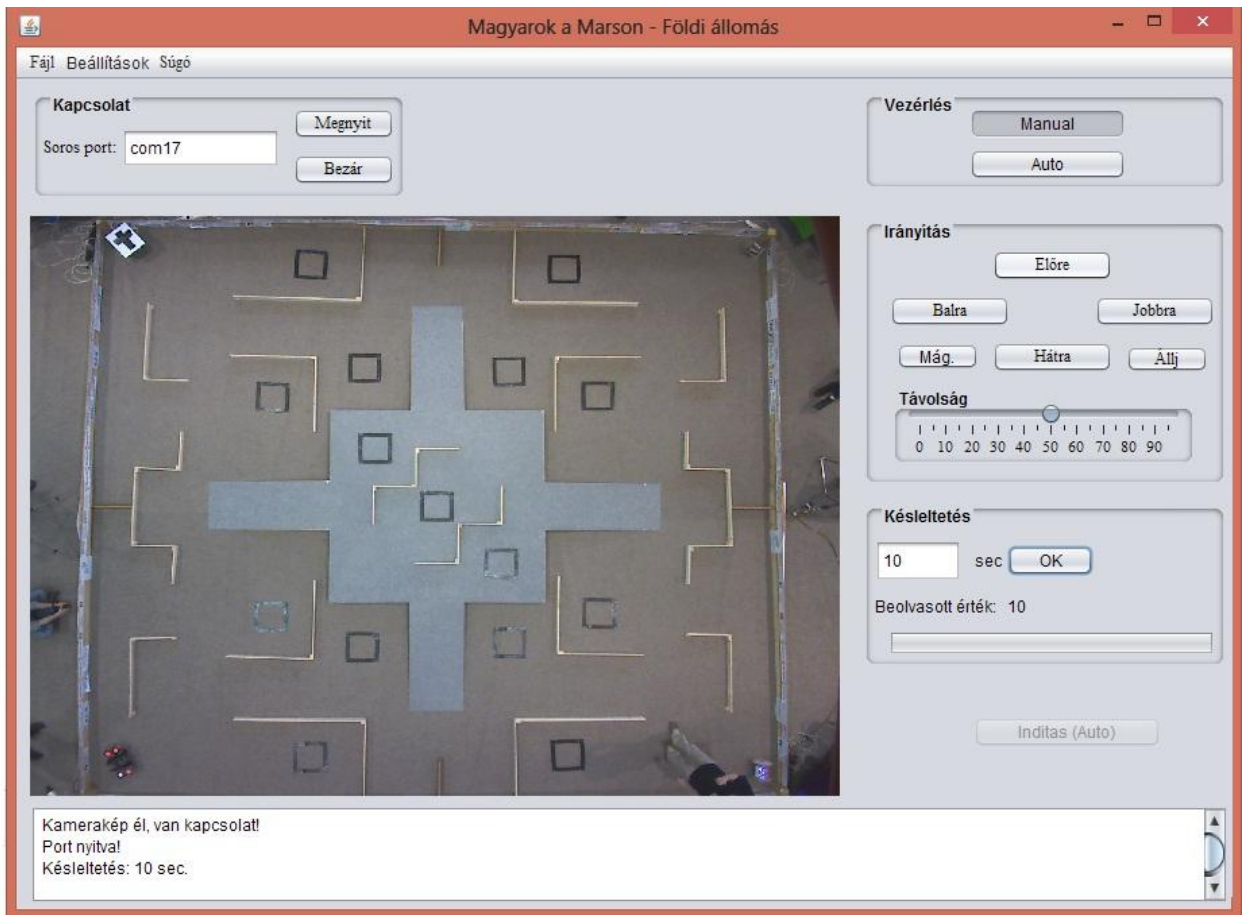 Magyarok a Marson - Földi állomás
Fájl Beállítások Súgó
Kapcsolat
Soros port: com17
Megnyit
Bezár
Vezérlés
Manual
Auto
Irányitás
Előre
Balra Jobbra
Mág. Hátra Állj
Távolság
0 10 20 30 40 50 60 70 80 90
Késleltetés
10 sec OK
Beolvasott érték: 10
Inditas (Auto)
Kamerakép él, van kapcsolat!
Port nyitva!
Késleltetés: 10 sec.